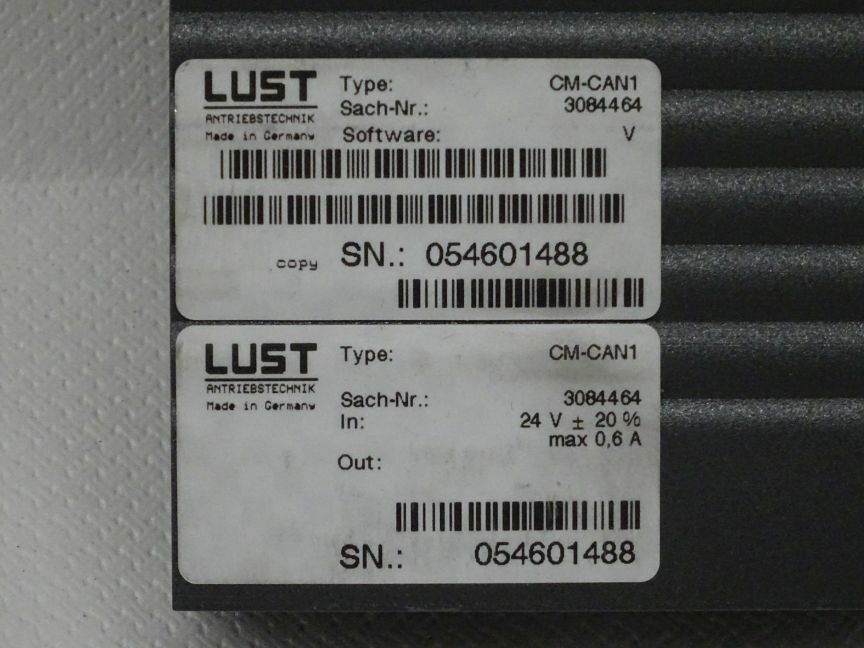 LUST
ANTRIEBSTECHNIK
Made in Germany
Type: CM-CAN1
Sach-Nr.: 3084464
Software: V
copy SN.: 054601488
LUST
ANTRIEBSTECHNIK
Made in Germany
Type: CM-CAN1
Sach-Nr.: 3084464
In: 24 V ± 20 %
max 0,6 A
Out:
SN.: 054601488